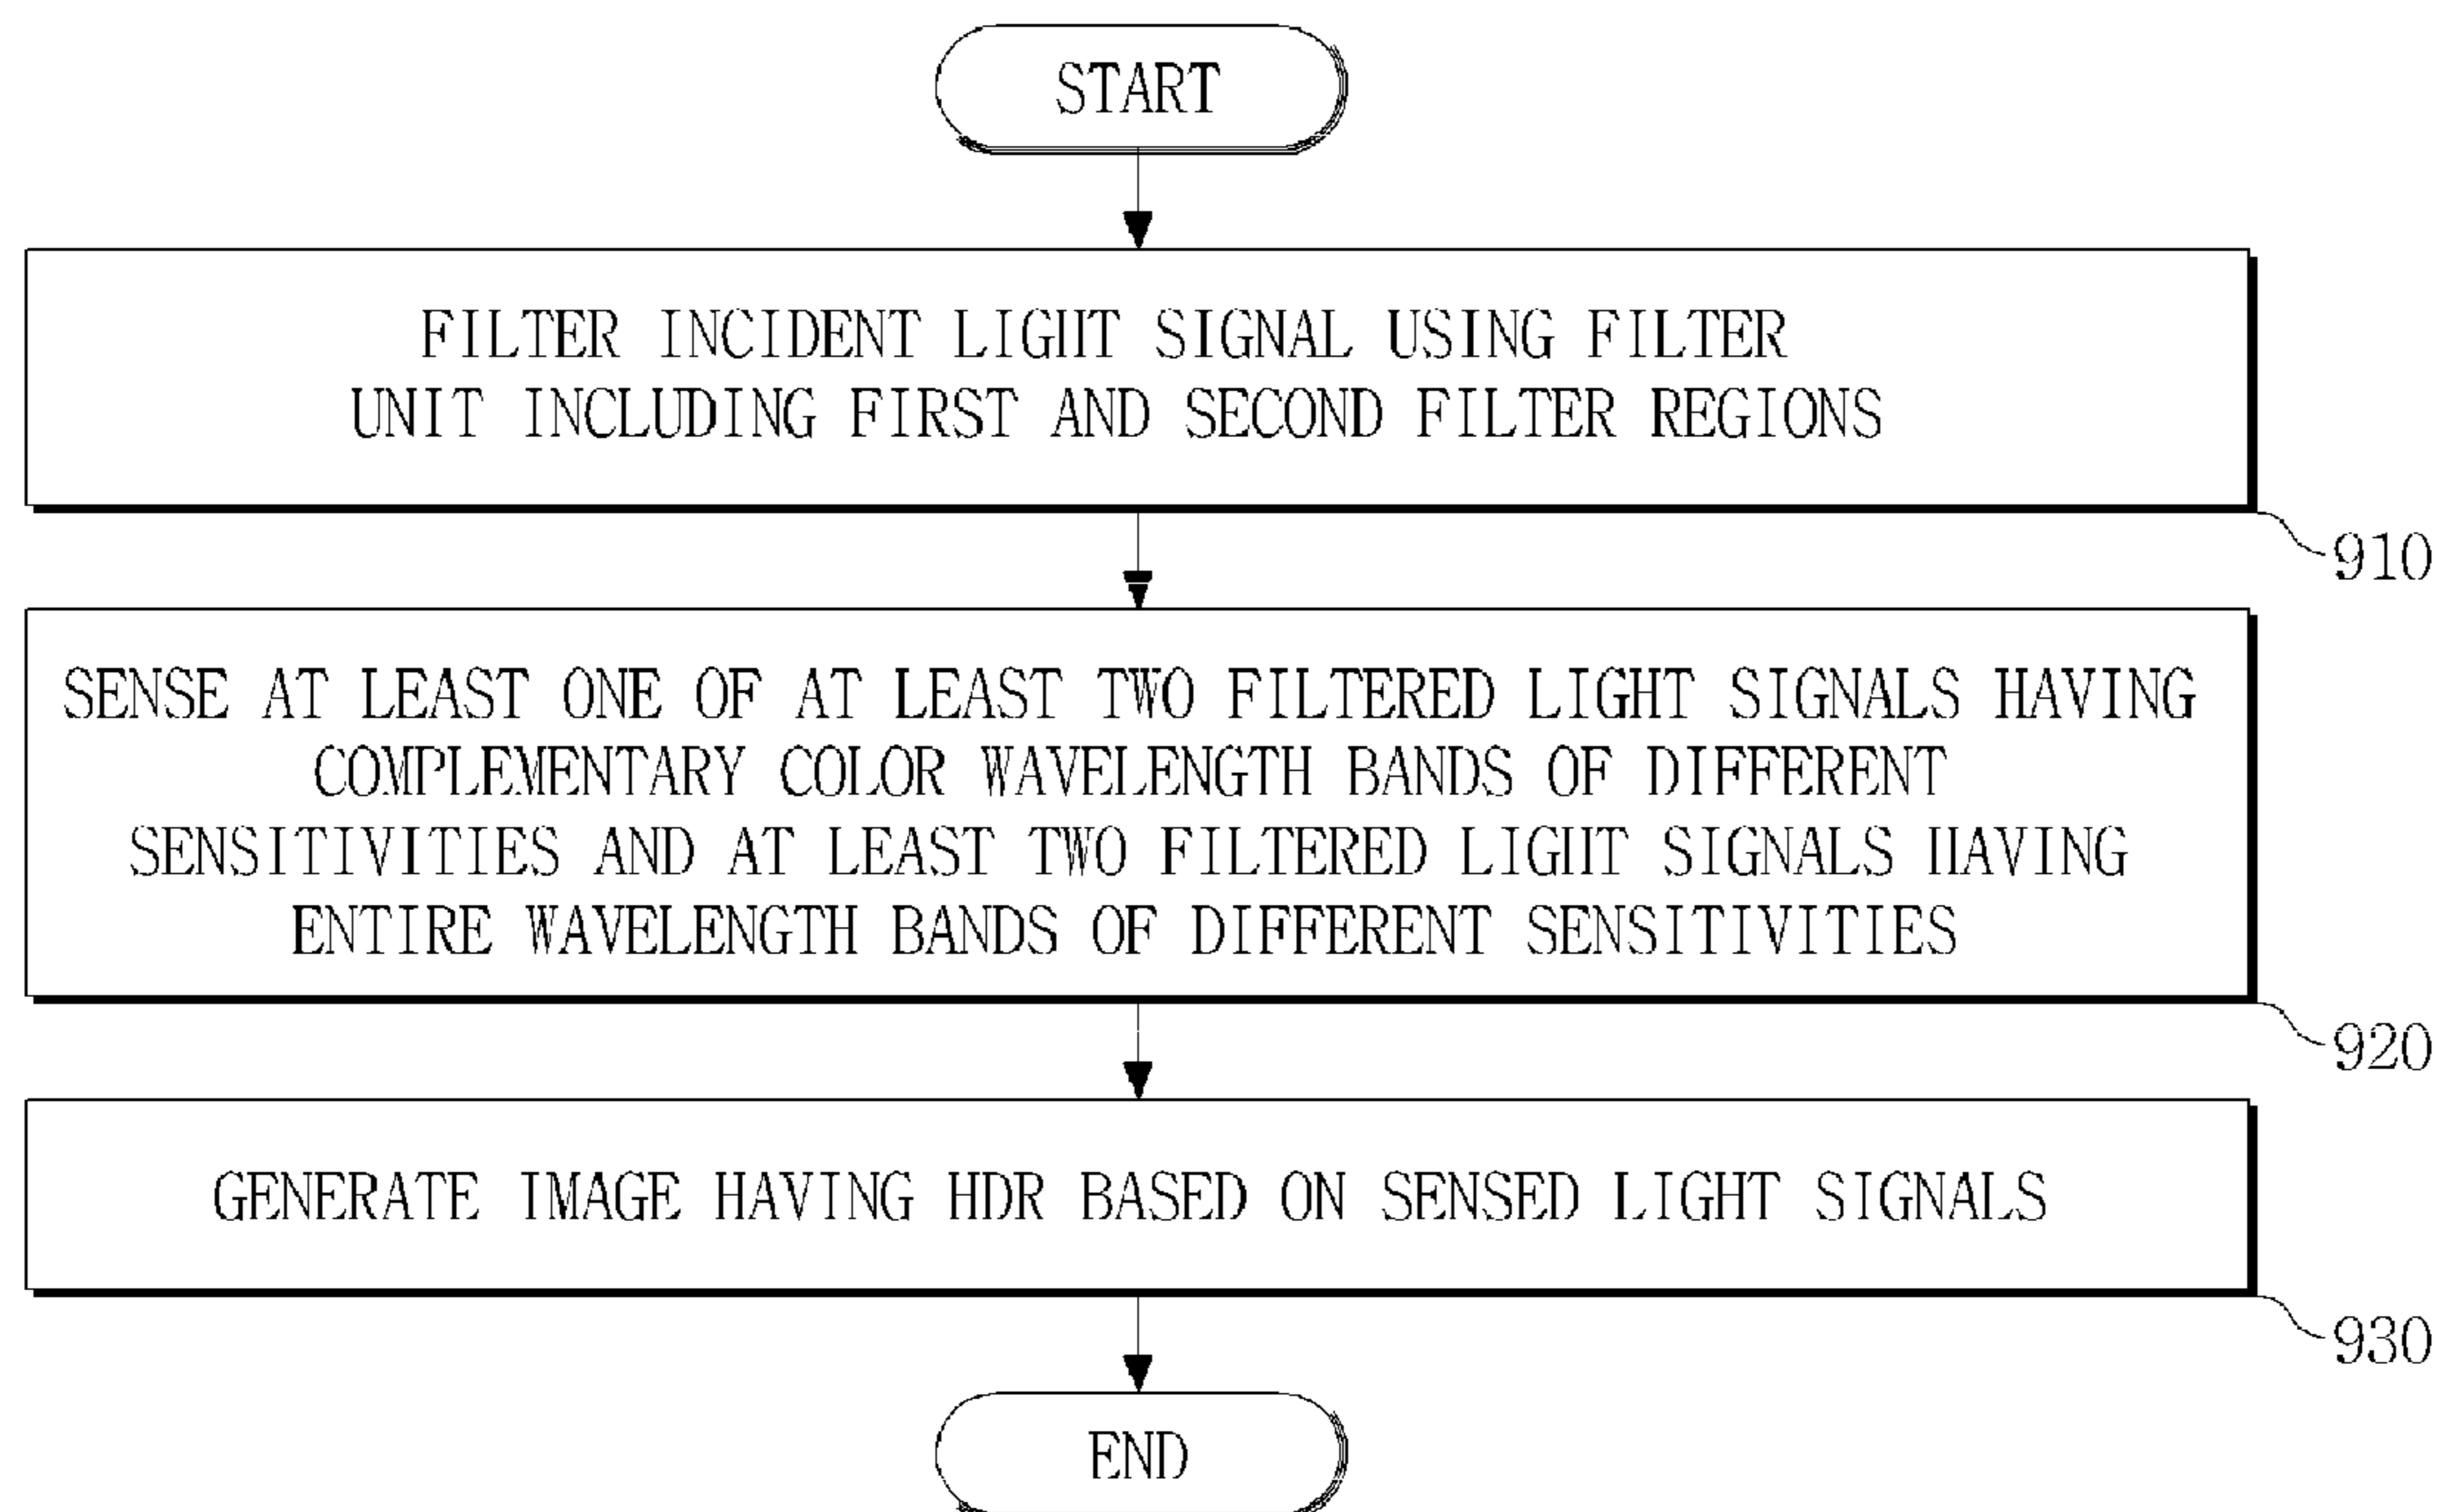 START
FILTER INCIDENT LIGHT SIGNAL USING FILTER
UNIT INCLUDING FIRST AND SECOND FILTER REGIONS
910
SENSE AT LEAST ONE OF AT LEAST TWO FILTERED LIGHT SIGNALS HAVING
COMPLEMENTARY COLOR WAVELENGTH BANDS OF DIFFERENT
SENSITIVITIES AND AT LEAST TWO FILTERED LIGHT SIGNALS HAVING
ENTIRE WAVELENGTH BANDS OF DIFFERENT SENSITIVITIES
920
GENERATE IMAGE HAVING HDR BASED ON SENSED LIGHT SIGNALS
930
END